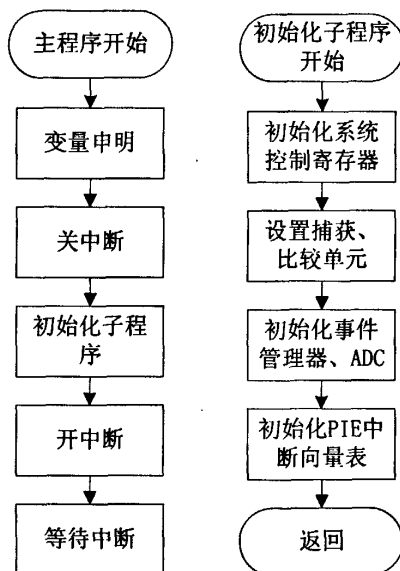 主程序开始
变量申明
关中断
初始化子程
序
开中断
等待中断
初始化子程序
开始
初始化系统
控制寄存器
设置捕获、
比较单元
初始化事件
管理器、ADC
初始化PIE中
断向量表
返回